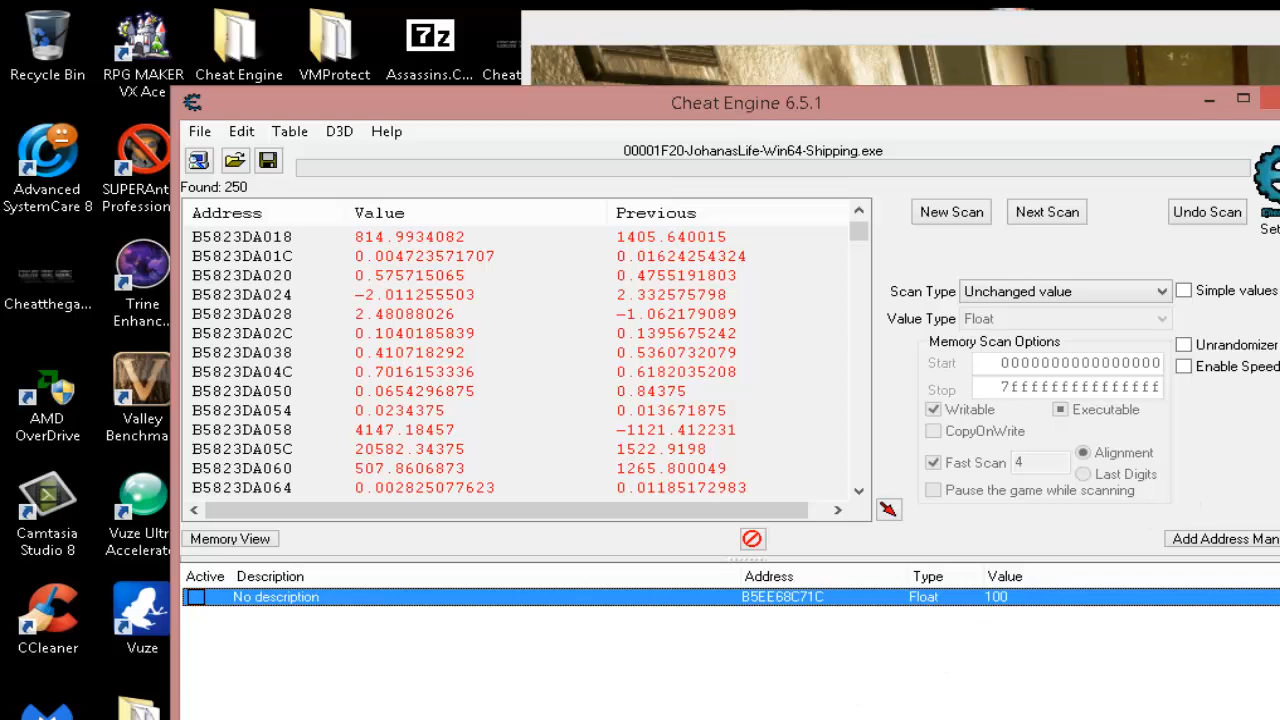 Recycle Bin
RPG MAKER
VX Ace
Cheat Engine
VMProtect
7z
Assassins.C...
Cheat
Advanced
SystemCare 8
SUPERAnt
Profession
Cheatthega...
Trine
Enhanc...
AMD
OverDrive
Valley
Benchma
Camtasia
Studio 8
Vuze Ultr
Accelerat
CCleaner
Vuze
Cheat Engine 6.5.1
File Edit Table D3D Help
00001F20-JohanasLife-Win64-Shipping.exe
Found: 250
Address Value Previous
B5823DA018 814.9934082 1405.640015
B5823DA01C 0.004723571707 0.01624254324
B5823DA020 0.575715065 0.4755191803
B5823DA024 -2.011255503 2.332575798
B5823DA028 2.48088026 -1.062179089
B5823DA02C 0.1040185839 0.1395675242
B5823DA038 0.410718292 0.5360732079
B5823DA04C 0.7016153336 0.6182035208
B5823DA050 0.0654296875 0.84375
B5823DA054 0.0234375 0.013671875
B5823DA058 4147.18457 -1121.412231
B5823DA05C 20582.34375 1522.9198
B5823DA060 507.8606873 1265.800049
B5823DA064 0.002825077623 0.01185172983
New Scan Next Scan Undo Scan
Set
Scan Type Unchanged value Simple values
Value Type Float
Memory Scan Options
Start 0000000000000000
Unrandomizer
Stop 7fffffffffffffff
Enable Speed
Writable Executable
CopyOnWrite
Fast Scan 4 Alignment
Last Digits
Pause the game while scanning
Memory View Add Address Man
Active Description Address Type Value
No description B5EE68C71C Float 100